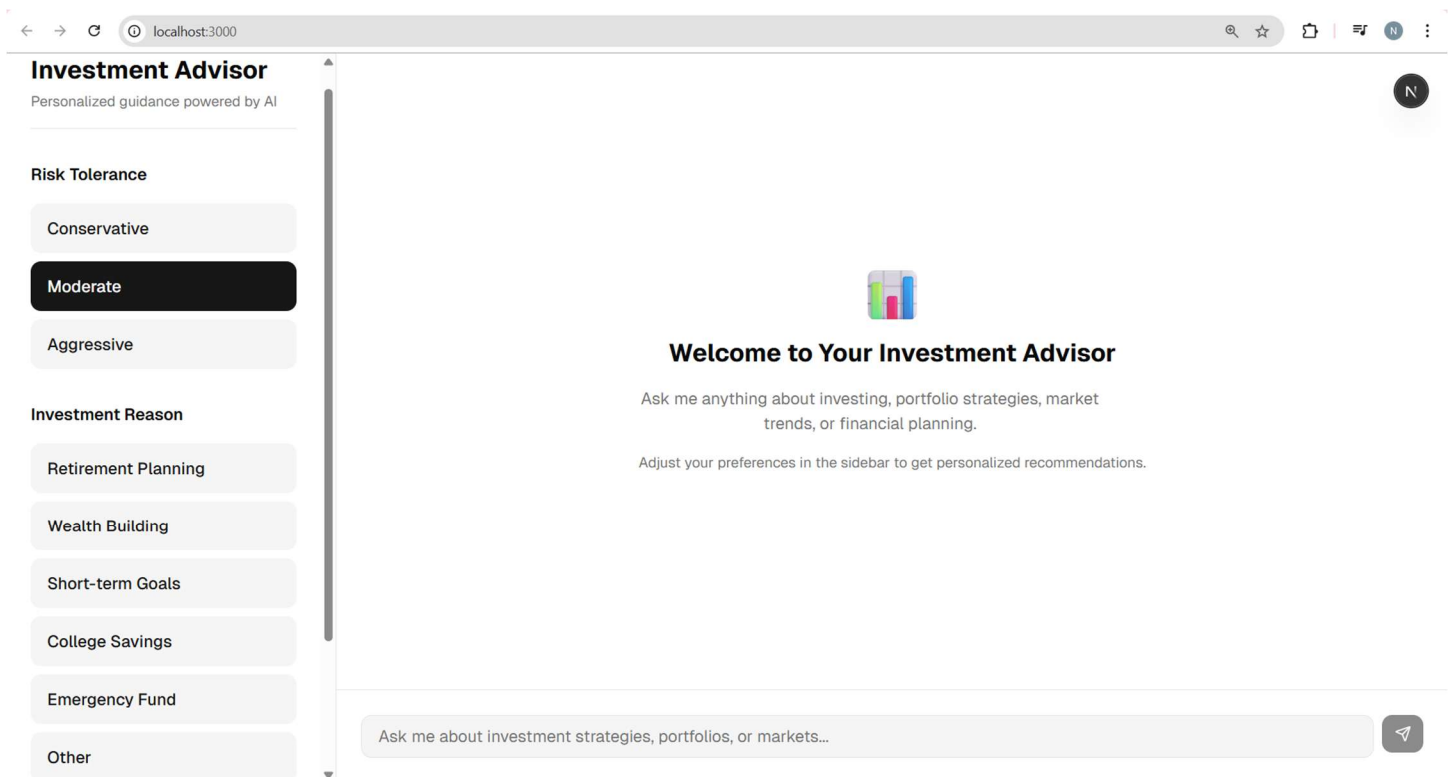 localhost:3000
N
Investment Advisor
Personalized guidance powered by AI
Risk Tolerance
Conservative
Moderate
Aggressive
Investment Reason
Retirement Planning
Wealth Building
Short-term Goals
College Savings
Emergency Fund
Other
N
Welcome to Your Investment Advisor
Ask me anything about investing, portfolio strategies, market
trends, or financial planning.
Adjust your preferences in the sidebar to get personalized recommendations.
Ask me about investment strategies, portfolios, or markets...